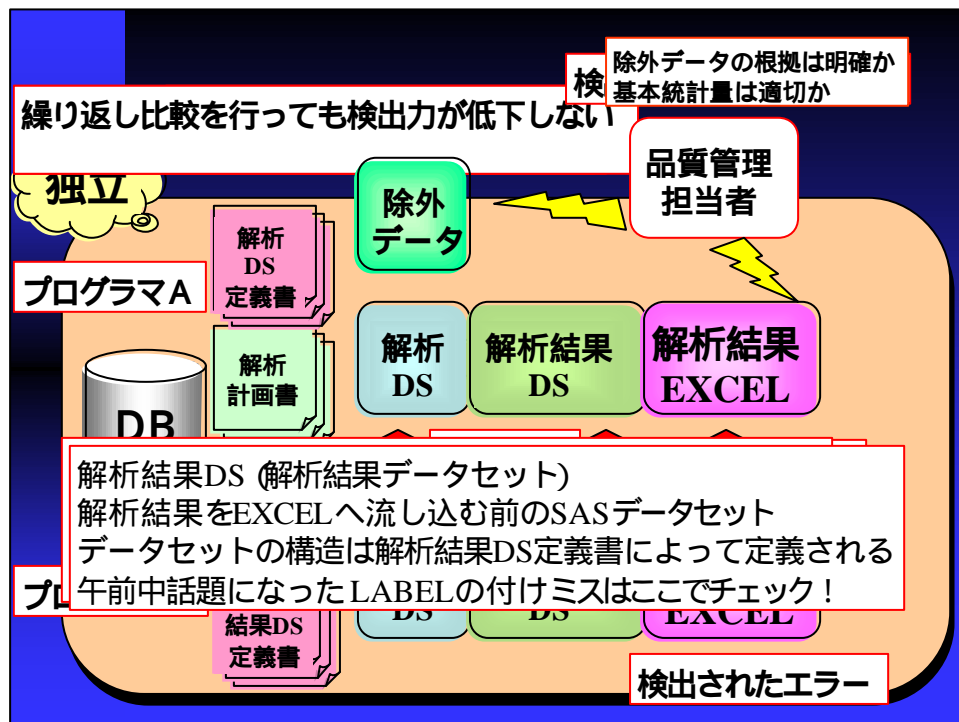 除外データの根拠は明確か
基本統計量は適切か
検
繰り返し比較を行っても検出力が低下しない
品質管理
担当者
独立
除外
データ
解析
DS
定義書
プログラマA
解析
計画書
解析
DS
解析結果
DS
解析結果
EXCEL
DB
解析結果DS(解析結果データセット)
解析結果をEXCELへ流し込む前のSASデータセット
データセットの構造は解析結果DS定義書によって定義される
午前中話題になったLABELの付けミスはここでチェック!
プロ
DS
DS
EXCEL
結果DS
定義書
検出されたエラー